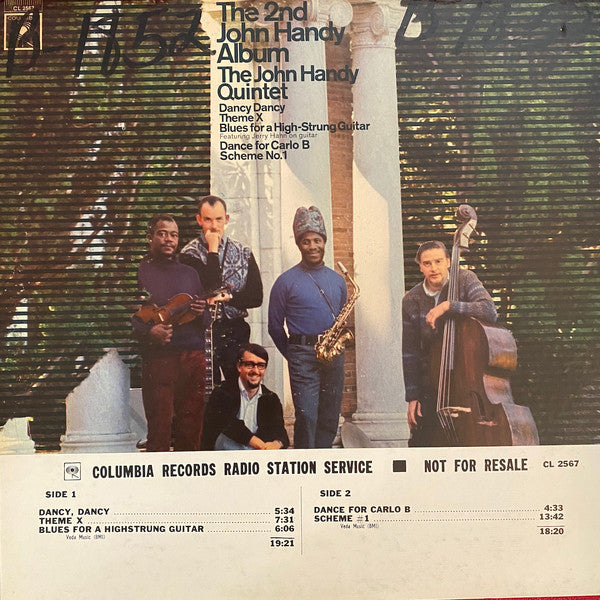 CL 2567
COLUMBIA
The 2nd
John Handy
Album
The John Handy
Quintet
Dancy Dancy
Theme X
Blues for a High-Strung Guitar
Featuring Jerry Hahn on guitar
Dance for Carlo B
Scheme No.1
COLUMBIA RECORDS RADIO STATION SERVICE ■ NOT FOR RESALE CL 2567
SIDE 1
DANCY, DANCY 5:34
THEME X 7:31
BLUES FOR A HIGHSTRUNG GUITAR 6:06
Veda Music (BMI)
19:21
SIDE 2
DANCE FOR CARLO B 4:33
SCHEME #1 13:42
Veda Music (BMI)
18:20